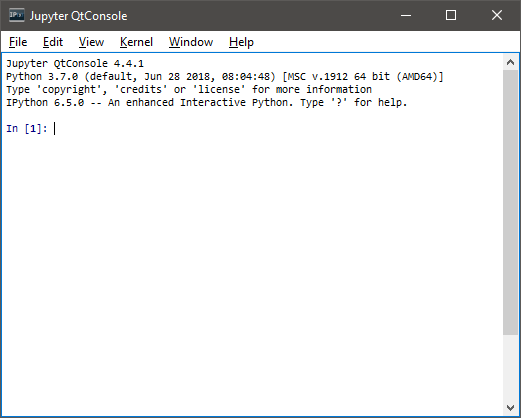 Jupyter QtConsole
File Edit View Kernel Window Help
Jupyter QtConsole 4.4.1
Python 3.7.0 (default, Jun 28 2018, 08:04:48) [MSC v.1912 64 bit (AMD64)]
Type 'copyright', 'credits' or 'license' for more information
IPython 6.5.0 -- An enhanced Interactive Python. Type '?' for help.
In [1]: